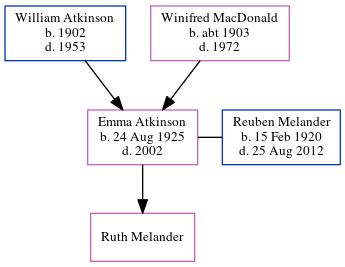 William Atkinson
b. 1902
d. 1953
Winifred MacDonald
b. abt 1903
d. 1972
Emma Atkinson
b. 24 Aug 1925
d. 2002
Reuben Melander
b. 15 Feb 1920
d. 25 Aug 2012
Ruth Melander